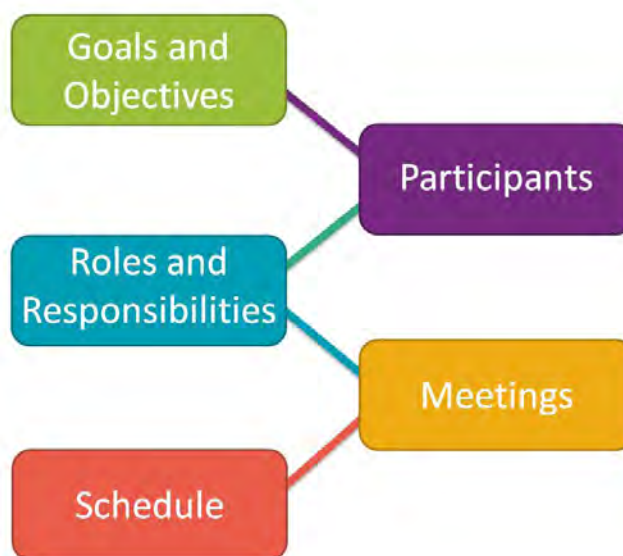 Goals and
Objectives
Participants
Roles and
Responsibilities
Meetings
Schedule